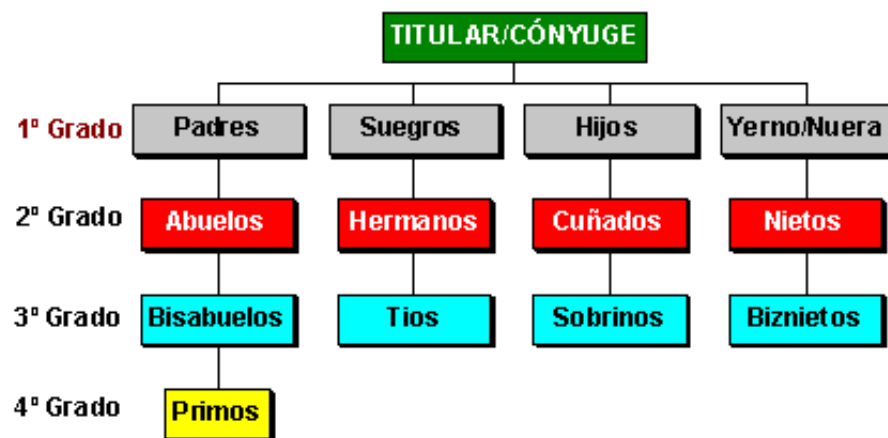 TITULAR/CÓNYUGE
1º Grado Padres Suegros Hijos Yerno/Nuera
2º Grado Abuelos Hermanos Cuñados Nietos
3º Grado Bisabuelos Tios Sobrinos Biznietos
4º Grado Primos